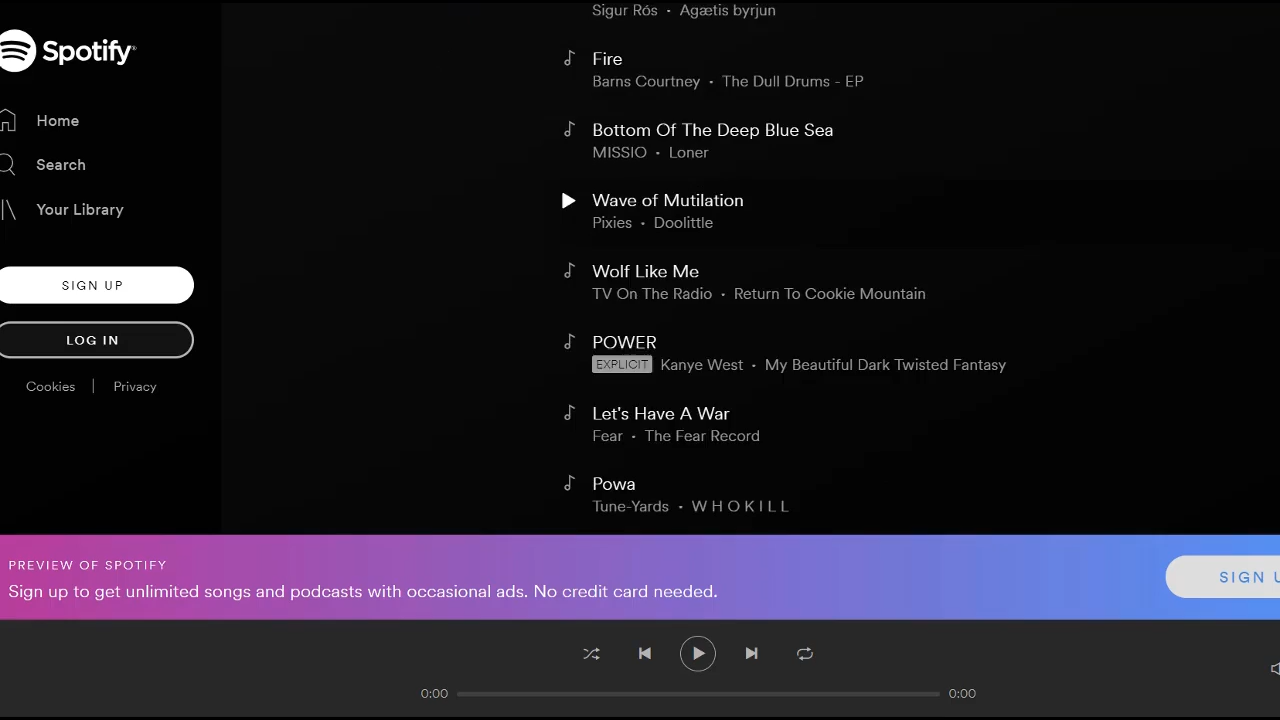 Spotify®
Home
Search
Your Library
SIGN UP
LOG IN
Cookies | Privacy
Sigur Rós • Agætis byrjun
Fire
Barns Courtney • The Dull Drums - EP
Bottom Of The Deep Blue Sea
MISSIO • Loner
Wave of Mutilation
Pixies • Doolittle
Wolf Like Me
TV On The Radio • Return To Cookie Mountain
POWER
EXPLICIT Kanye West • My Beautiful Dark Twisted Fantasy
Let's Have A War
Fear • The Fear Record
Powa
Tune-Yards • W H O K I L L
PREVIEW OF SPOTIFY
Sign up to get unlimited songs and podcasts with occasional ads. No credit card needed.
SIGN U
0:00
0:00